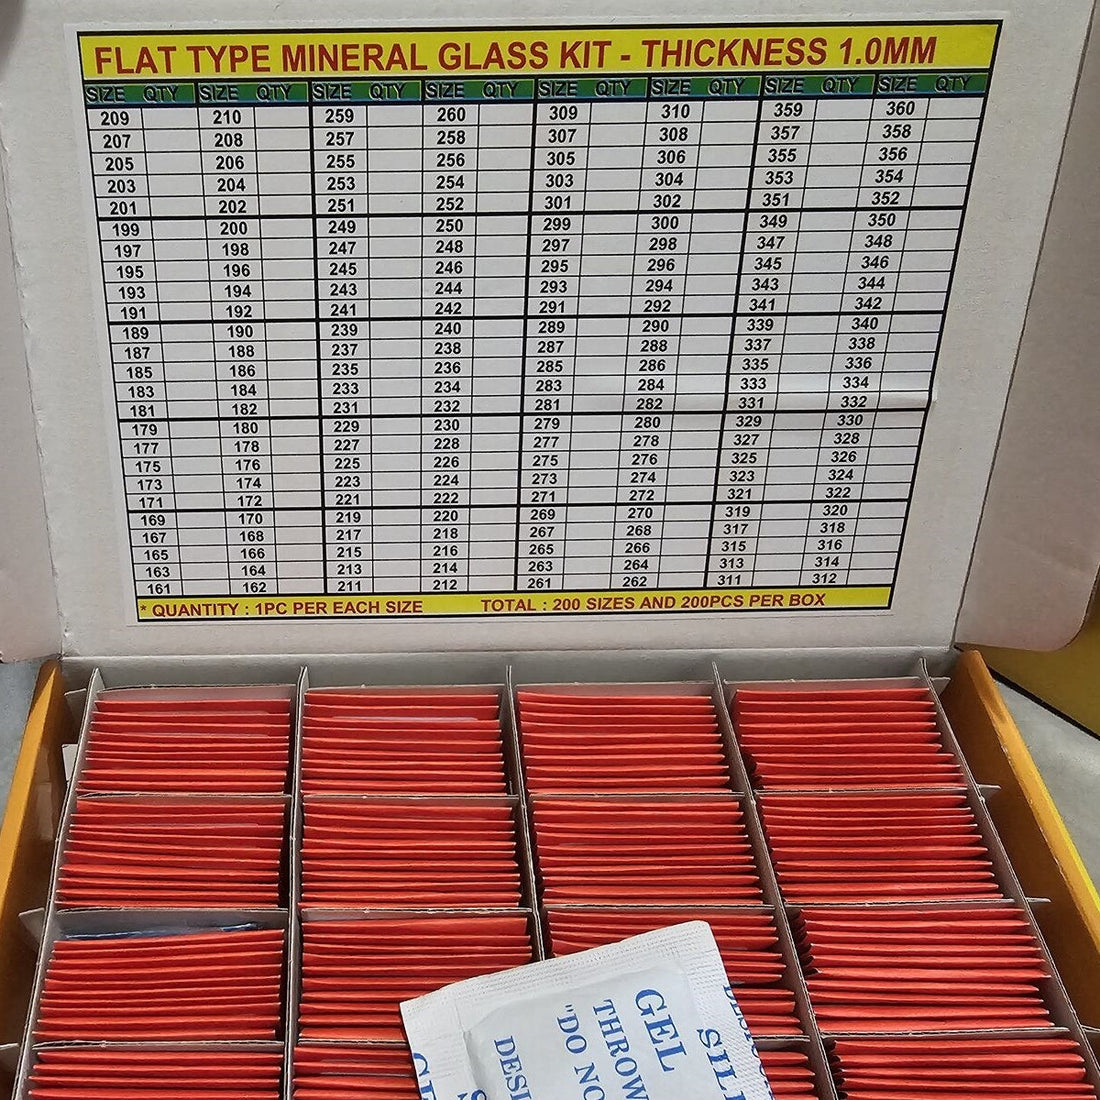 FLAT TYPE MINERAL GLASS KIT - THICKNESS 1.0MM
SIZE QTY SIZE QTY SIZE QTY SIZE QTY SIZE QTY SIZE QTY SIZE QTY SIZE QTY
209 210 259 260 309 310 359 360
207 208 257 258 307 308 357 358
205 206 255 256 305 306 355 356
203 204 253 254 303 304 353 354
201 202 251 252 301 302 351 352
199 200 249 250 299 300 349 350
197 198 247 248 297 298 347 348
195 196 245 246 295 296 345 346
193 194 243 244 293 294 343 344
191 192 241 242 291 292 341 342
189 190 239 240 289 290 339 340
187 188 237 238 287 288 337 338
185 186 235 236 285 286 335 336
183 184 233 234 283 284 333 334
181 182 231 232 281 282 331 332
179 180 229 230 279 280 329 330
177 178 227 228 277 278 327 328
175 176 225 226 275 276 325 326
173 174 223 224 273 274 323 324
171 172 221 222 271 272 321 322
169 170 219 220 269 270 319 320
167 168 217 218 267 268 317 318
165 166 215 216 265 266 315 316
163 164 213 214 263 264 313 314
161 162 211 212 261 262 311 312
* QUANTITY : 1PC PER EACH SIZE TOTAL : 200 SIZES AND 200PCS PER BOX
GEL
THROW
"DO NO
DESI